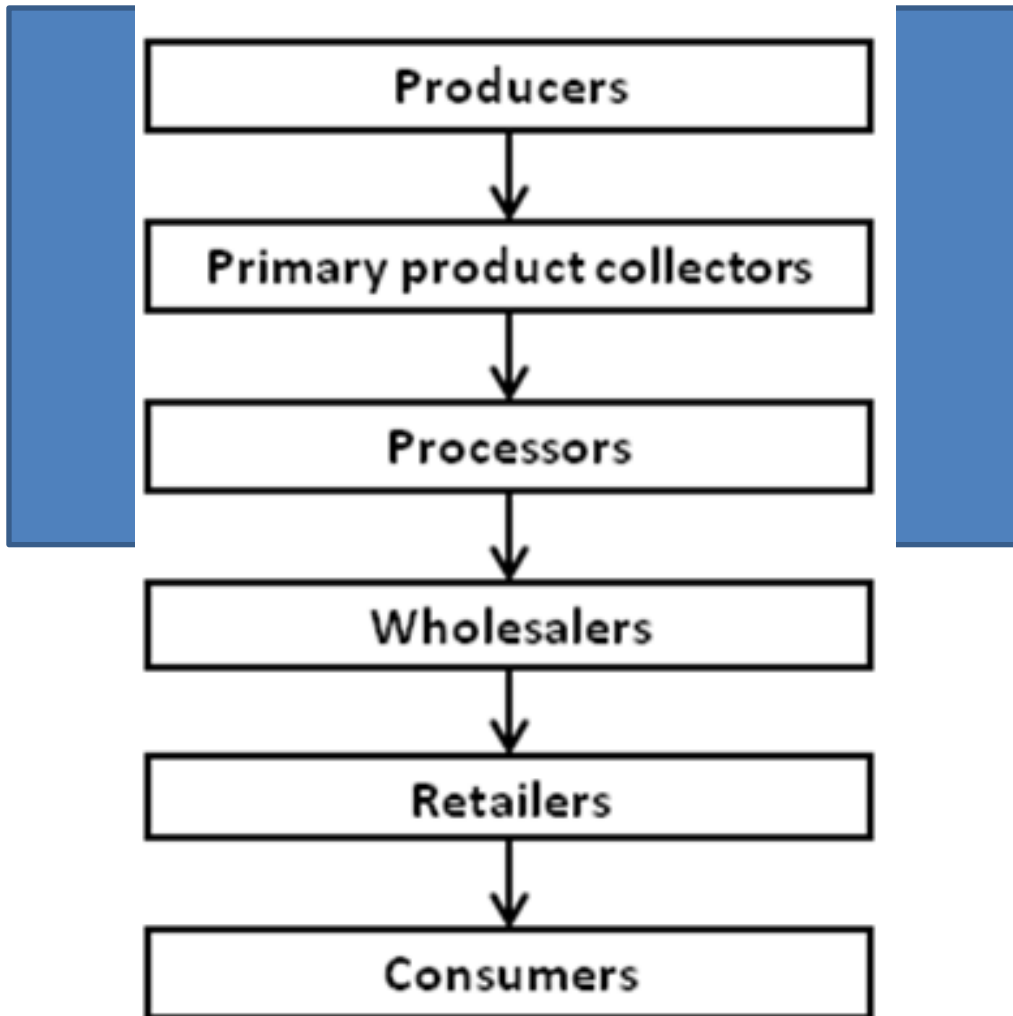 Producers
Primary product collectors
Processors
Wholesalers
Retailers
Consumers